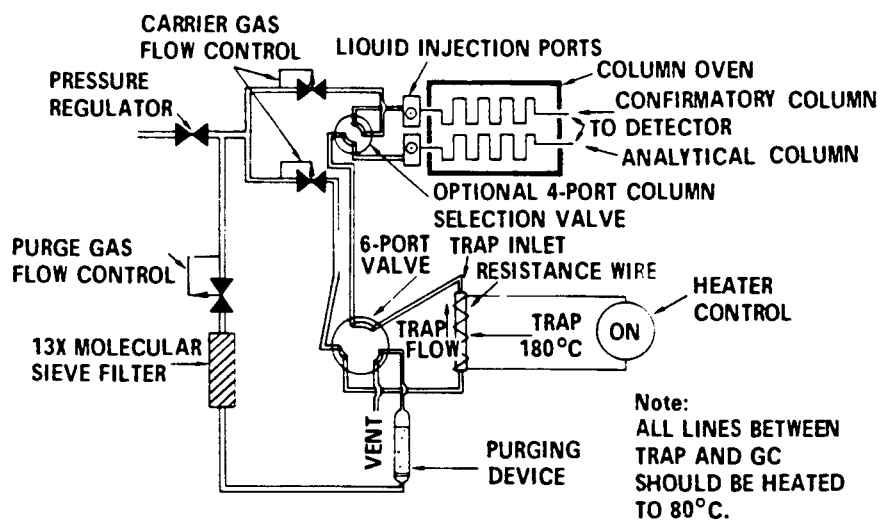 CARRIER GAS
FLOW CONTROL
LIQUID INJECTION PORTS
PRESSURE
REGULATOR
COLUMN OVEN
CONFIRMATORY COLUMN
TO DETECTOR
ANALYTICAL COLUMN
OPTIONAL 4-PORT COLUMN
SELECTION VALVE
PURGE GAS
FLOW CONTROL
6-PORT
VALVE
TRAP INLET
RESISTANCE WIRE
HEATER
CONTROL
TRAP
FLOW
TRAP
180°C
ON
13X MOLECULAR
SIEVE FILTER
VENT
PURGING
DEVICE
Note:
ALL LINES BETWEEN
TRAP AND GC
SHOULD BE HEATED
TO 80°C.